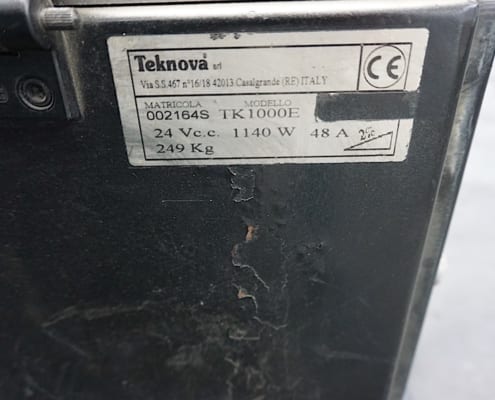 Teknova srl
Via S.S.467 n°16/18 42013 Casalgrande (RE) ITALY
CE
MATRICOLA MODELLO
002164S TK1000E
24 Vc.c. 1140 W 48 A 2%
249 Kg